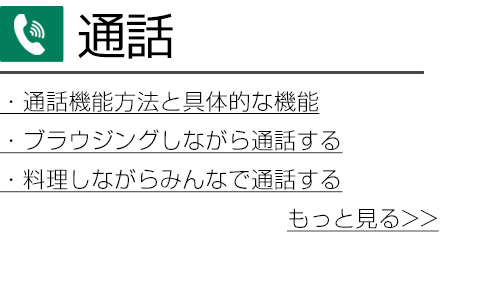 通話
・通話機能方法と具体的な機能
・ブラウジングしながら通話する
・料理しながらみんなで通話する
もっと見る>>